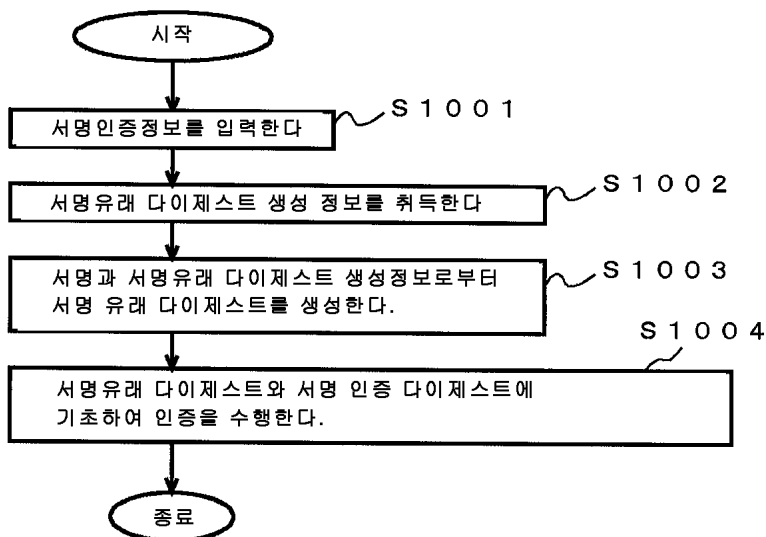 시작
서명인증정보를 입력한다
S1001
서명유래 다이제스트 생성 정보를 취득한다
S1002
서명과 서명유래 다이제스트 생성정보로부터
서명 유래 다이제스트를 생성한다.
S1003
S1004
서명유래 다이제스트와 서명 인증 다이제스트에
기초하여 인증을 수행한다.
종료